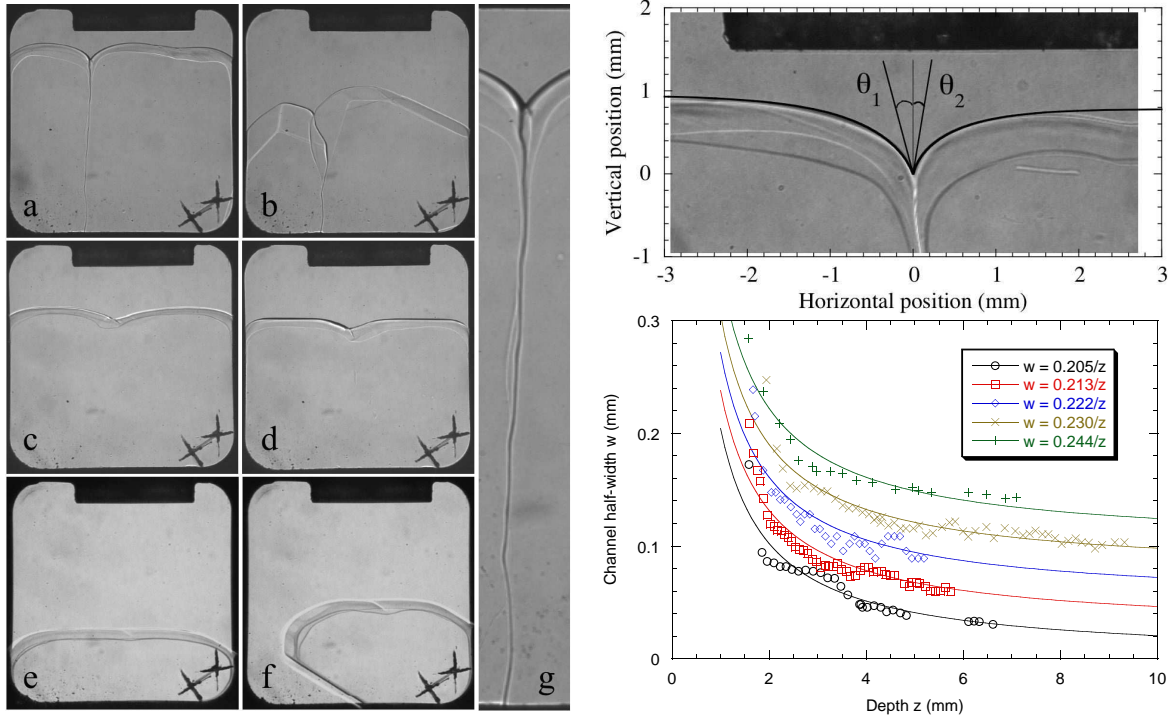 a
b
c
d
e
f
g
Vertical position (mm)
2
1
0
-1
θ1
θ2
-3
-2
-1
0
1
2
3
Horizontal position (mm)
Channel half-width w (mm)
0.3
0.2
0.1
0
w = 0.205/z
w = 0.213/z
w = 0.222/z
w = 0.230/z
w = 0.244/z
0
2
4
6
8
10
Depth z (mm)